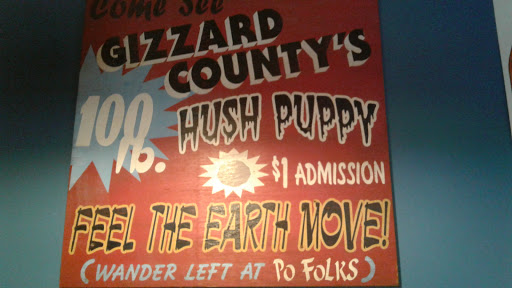 Come See
GIZZARD
COUNTY'S
100 lb.
HUSH PUPPY
$1 ADMISSION
FEEL THE EARTH MOVE!
(WANDER LEFT AT PO FOLKS)